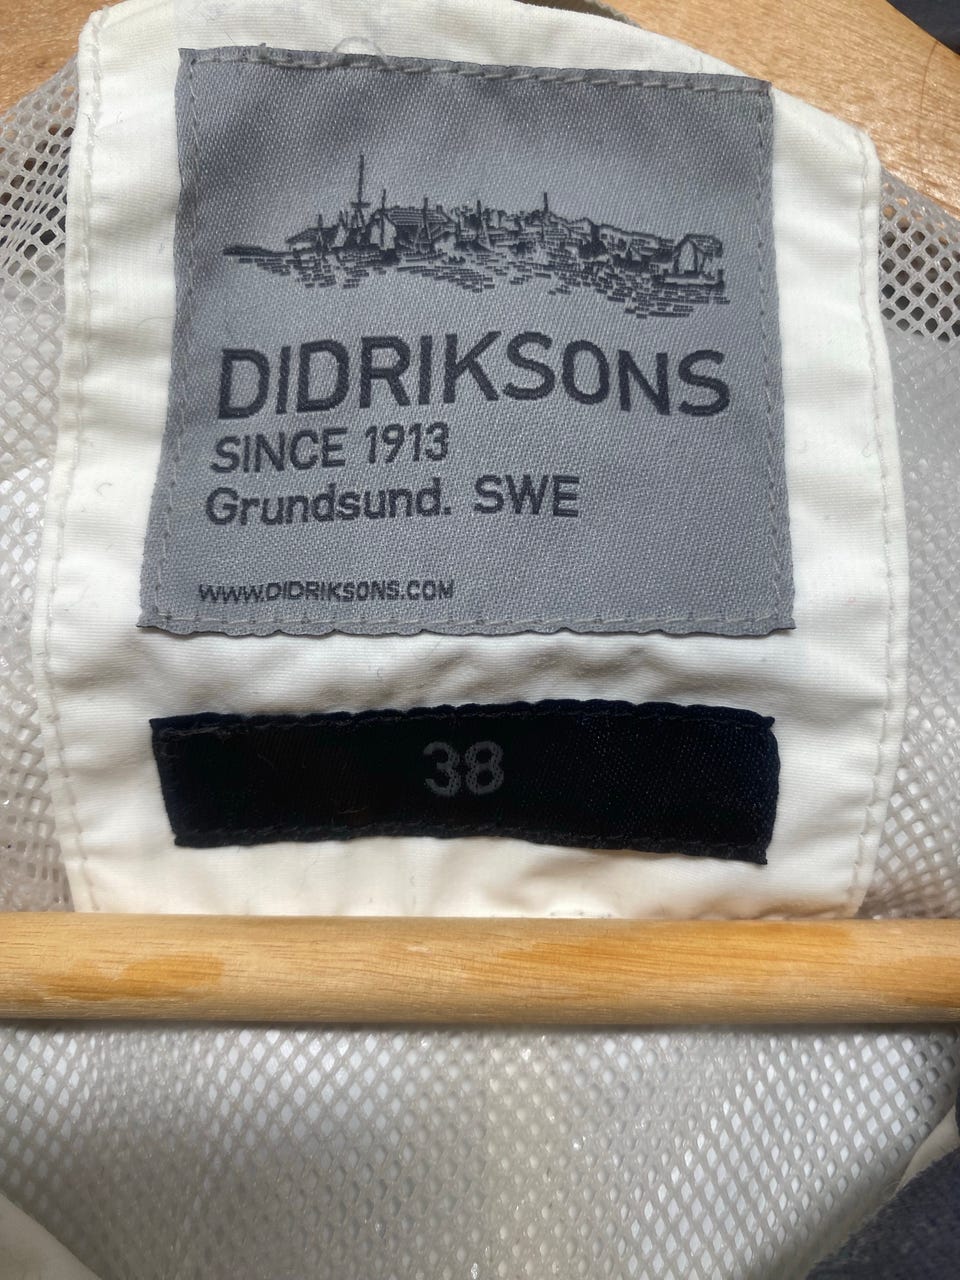 DIDRIKSONS
SINCE 1913
Grundsund. SWE
WWW.DIDRIKSONS.COM
38